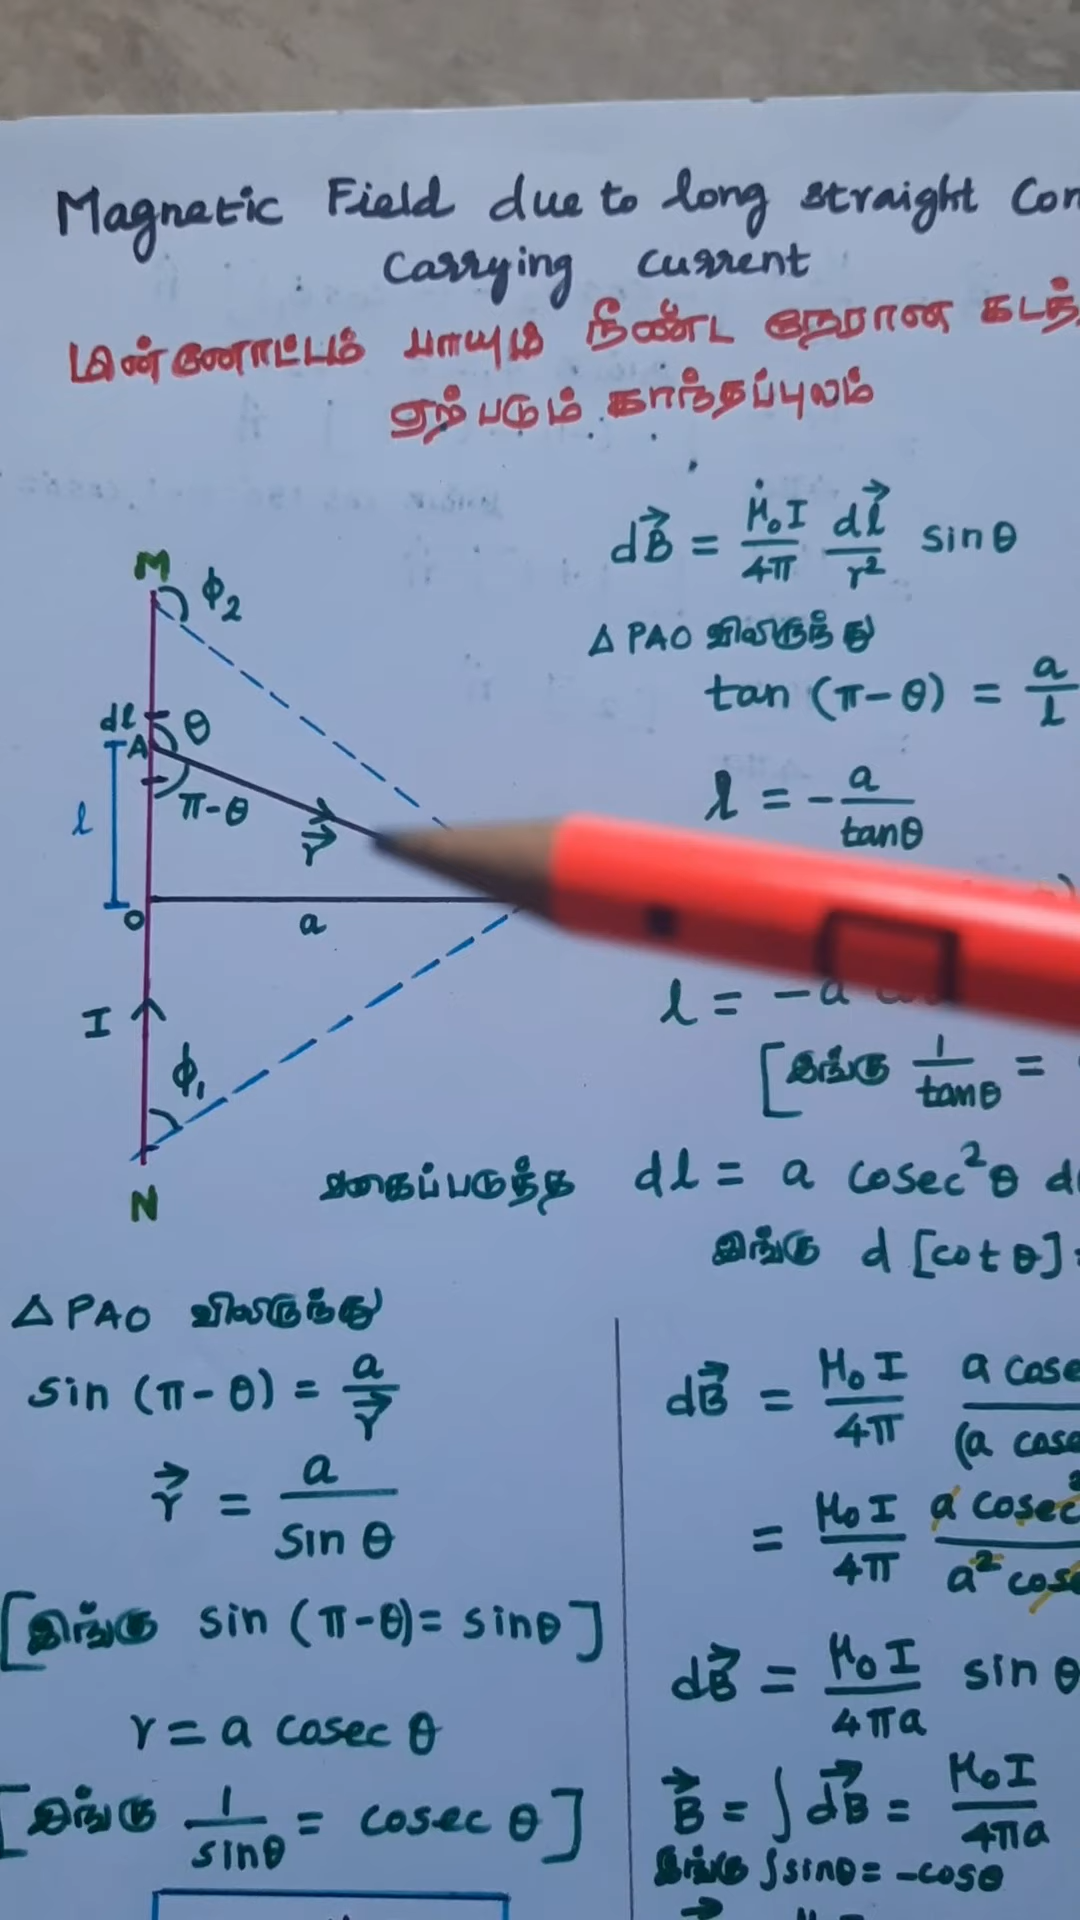 Magnetic Field due to long straight Con
carrying current
மின்னோட்டம் பாயும் நீண்ட நேரான கடத்
ஏற்படும் காந்தப்புலம்
dB⃗ = μ₀I/4π dl⃗/r² sinθ
Δ PAO விலிருந்து
tan (π-θ) = a/l
l = -a/tanθ
l = -a
[இங்கு 1/tanθ =
வகைப்படுத்த dl = a cosec²θ d
இங்கு d [cot θ] =
M
ϕ₂
dl
θ
A
π-θ
l
r⃗
O
a
I
ϕ₁
N
Δ PAO விலிருந்து
sin (π-θ) = a/r⃗
r⃗ = a/sin θ
[இங்கு sin (π-θ) = sinθ]
r = a cosec θ
[இங்கு 1/sinθ = cosec θ]
dB⃗ = μ₀I/4π a cose/(a cose
= μ₀I/4π a cosec²/a² cose
dB⃗ = μ₀I/4πa sin θ
B⃗ = ∫dB⃗ = μ₀I/4πa
இங்கு ∫sinθ = -cosθ